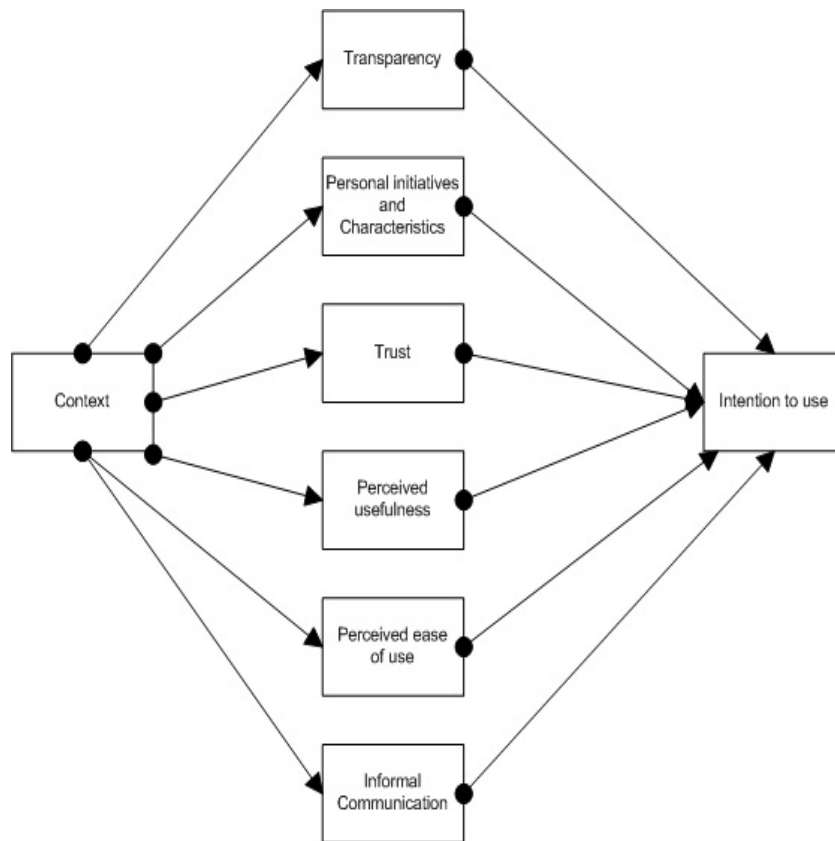 Transparency
Personal initiatives
and
Characteristics
Trust
Context
Intention to use
Perceived
usefulness
Perceived ease
of use
Informal
Communication